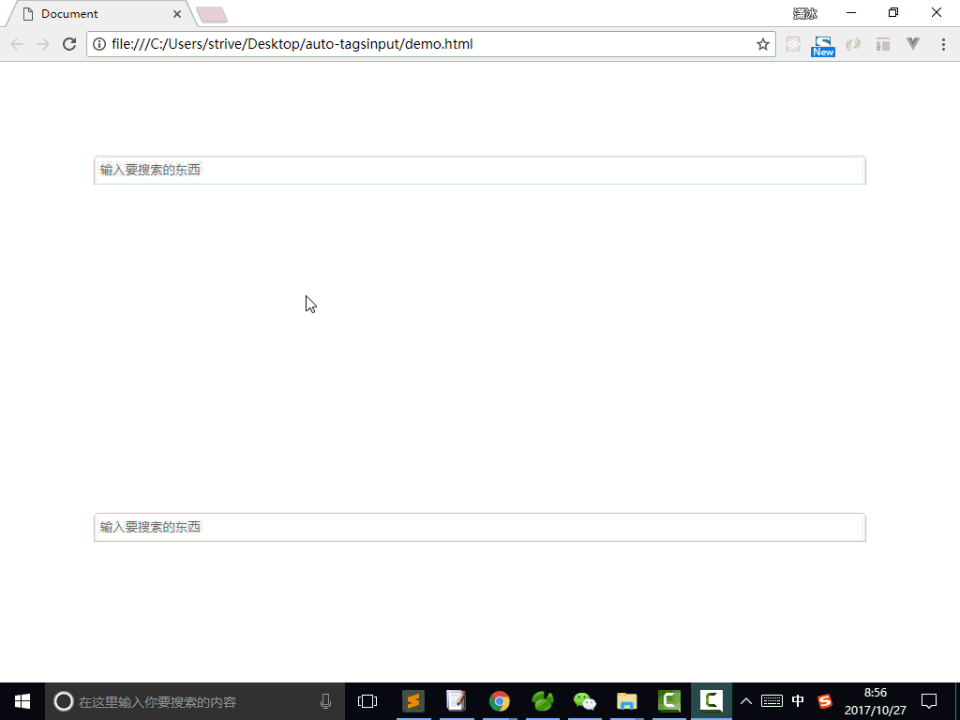 Document
潇冰
file:///C:/Users/strive/Desktop/auto-tagsinput/demo.html
New
输入要搜索的东西
输入要搜索的东西
在这里输入你要搜索的内容
中
8:56
2017/10/27